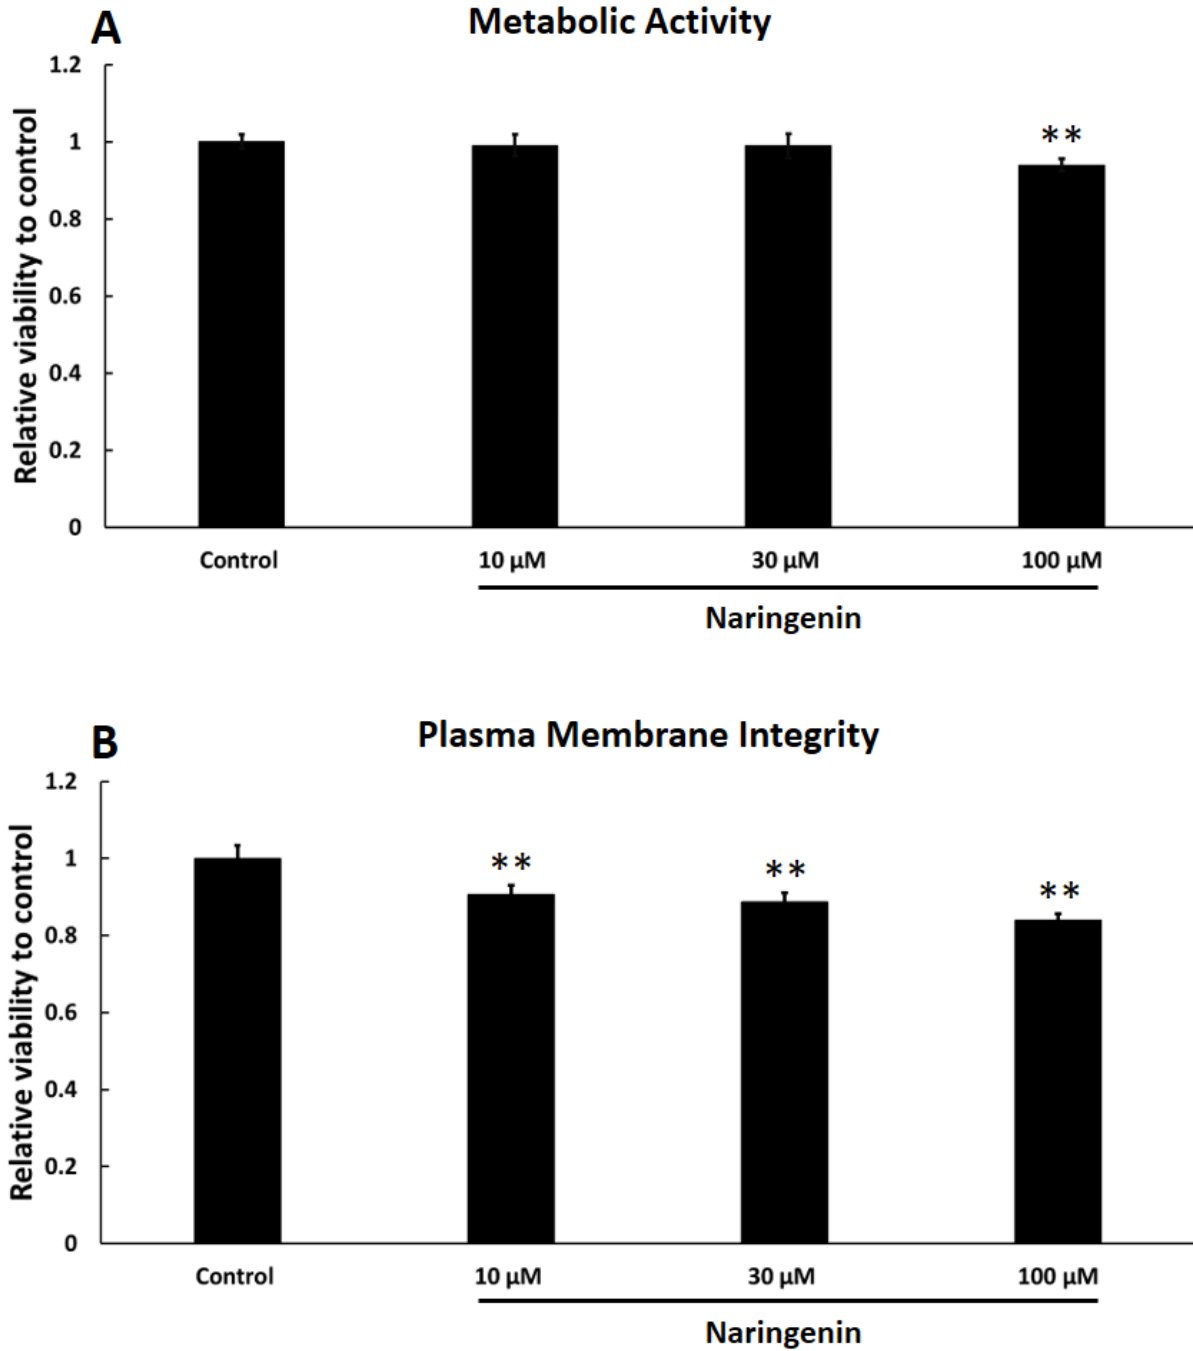 A
Metabolic Activity
Relative viability to control
1.2
1
0.8
0.6
0.4
0.2
0
**
Control 10 μM 30 μM 100 μM
Naringenin
B
Plasma Membrane Integrity
Relative viability to control
1.2
1
0.8
0.6
0.4
0.2
0
** ** **
Control 10 μM 30 μM 100 μM
Naringenin